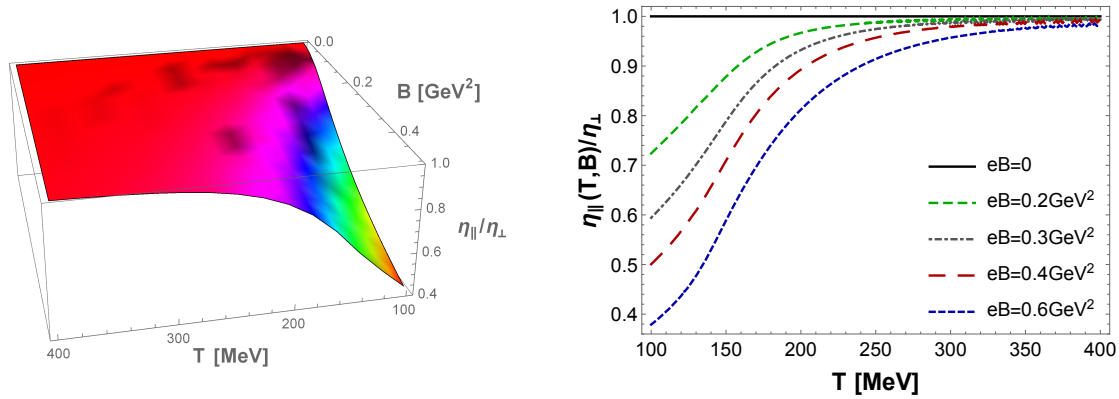 0.0
0.2
0.4
B [GeV²]
1.0
0.8
0.6
0.4
η∥/η⊥
400
300
200
100
T [MeV]
1.0
0.9
0.8
0.7
0.6
0.5
0.4
η∥(T,B)/η⊥
eB=0
eB=0.2GeV²
eB=0.3GeV²
eB=0.4GeV²
eB=0.6GeV²
100 150 200 250 300 350 400
T [MeV]